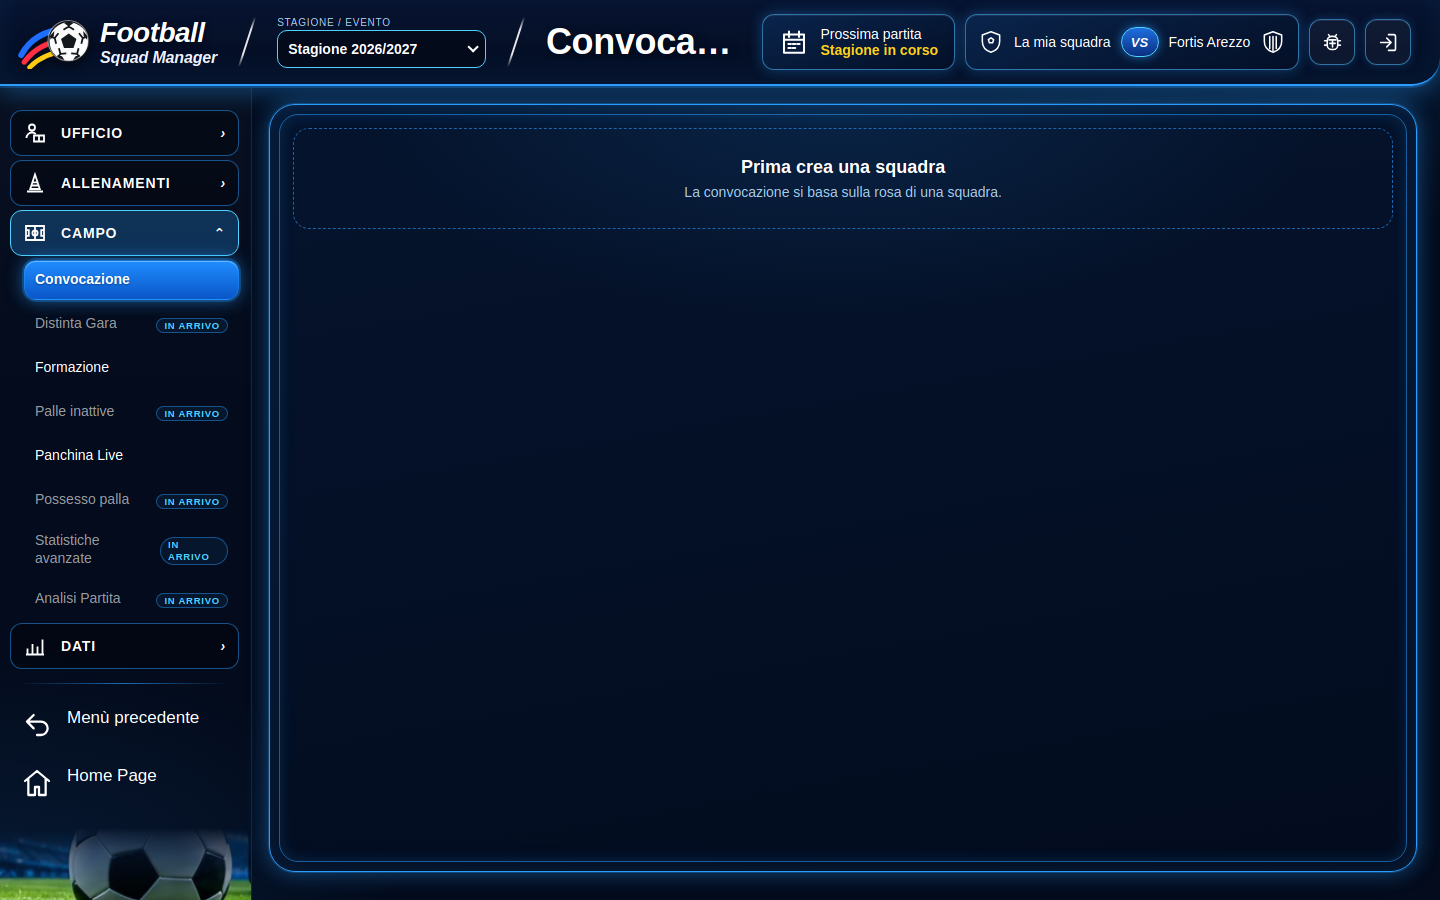 Football
Squad Manager
STAGIONE / EVENTO
Stagione 2026/2027
Convoca...
Prossima partita
Stagione in corso
La mia squadra
VS
Fortis Arezzo
UFFICIO
ALLENAMENTI
CAMPO
Convocazione
Distinta Gara
IN ARRIVO
Formazione
Palle inattive
IN ARRIVO
Panchina Live
Possesso palla
IN ARRIVO
Statistiche
avanzate
IN
ARRIVO
Analisi Partita
IN ARRIVO
DATI
Menù precedente
Home Page
Prima crea una squadra
La convocazione si basa sulla rosa di una squadra.